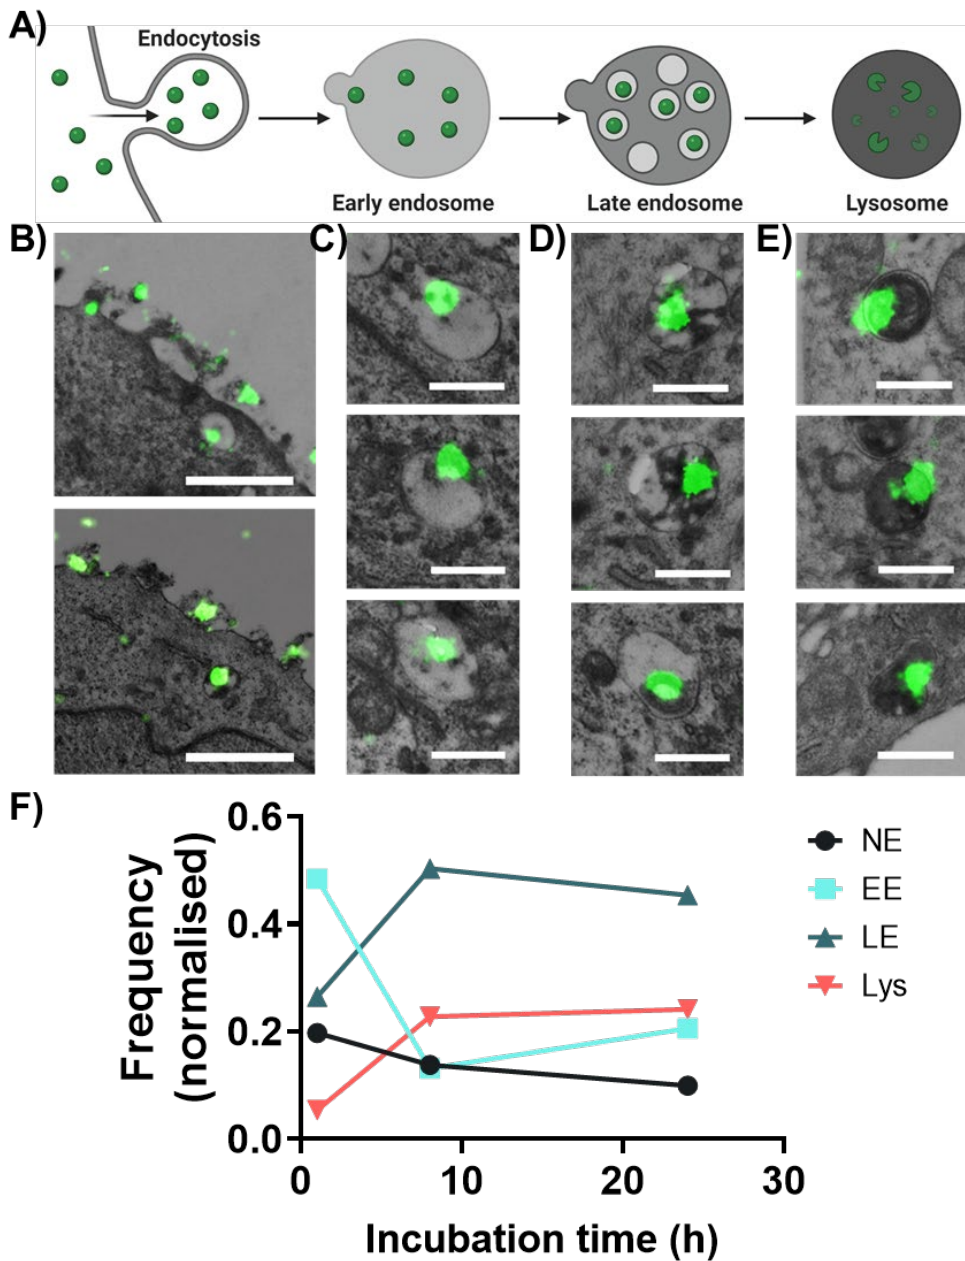 A)
Endocytosis
Early endosome
Late endosome
Lysosome
B)
C)
D)
E)
F)
Frequency
(normalised)
0.6
0.4
0.2
0.0
0
10
20
30
Incubation time (h)
NE
EE
LE
Lys